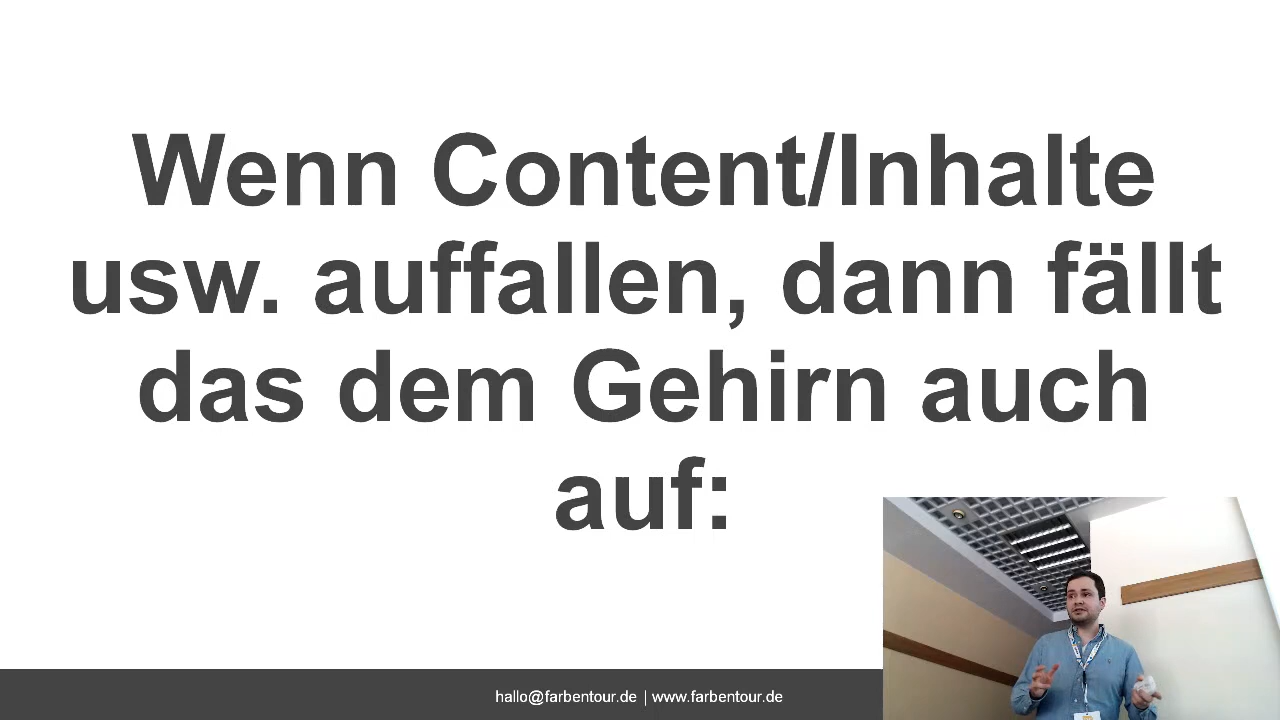 Wenn Content/Inhalte
usw. auffallen, dann fällt
das dem Gehirn auch
auf:
hallo@farbentour.de | www.farbentour.de